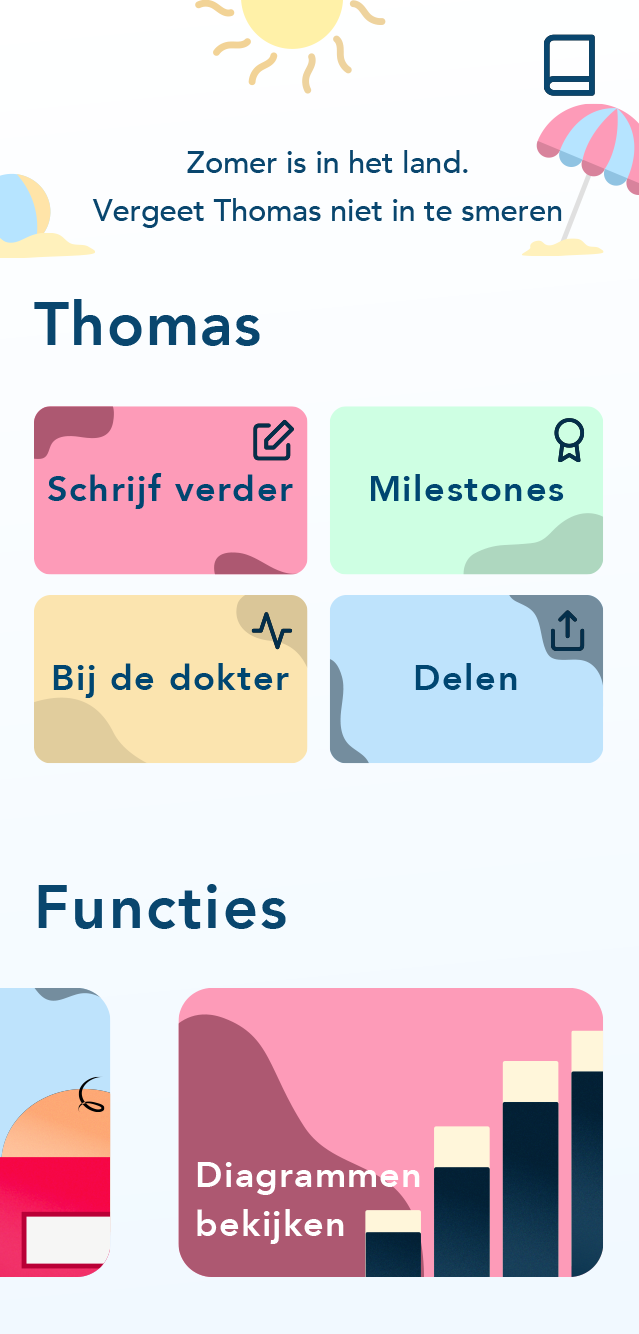 Zomer is in het land.
Vergeet Thomas niet in te smeren
Thomas
Schrijf verder
Milestones
Bij de dokter
Delen
Functies
Diagrammen
bekijken